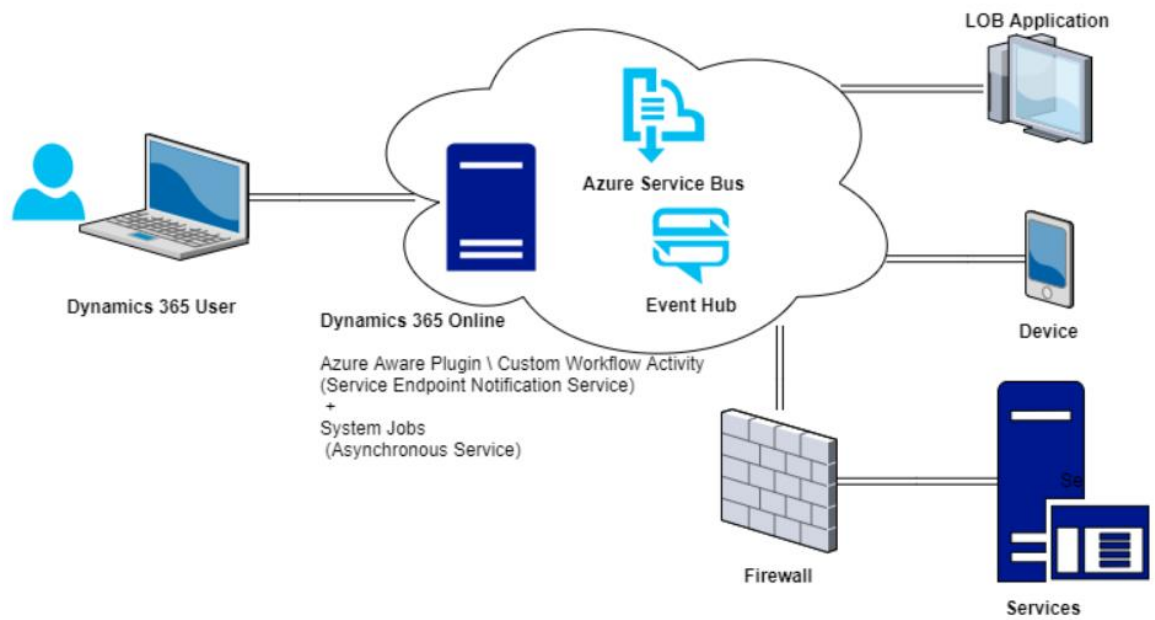 LOB Application
Azure Service Bus
Event Hub
Dynamics 365 User
Dynamics 365 Online
Device
Azure Aware Plugin \ Custom Workflow Activity
(Service Endpoint Notification Service)
+
System Jobs
(Asynchronous Service)
Se
Firewall
Services